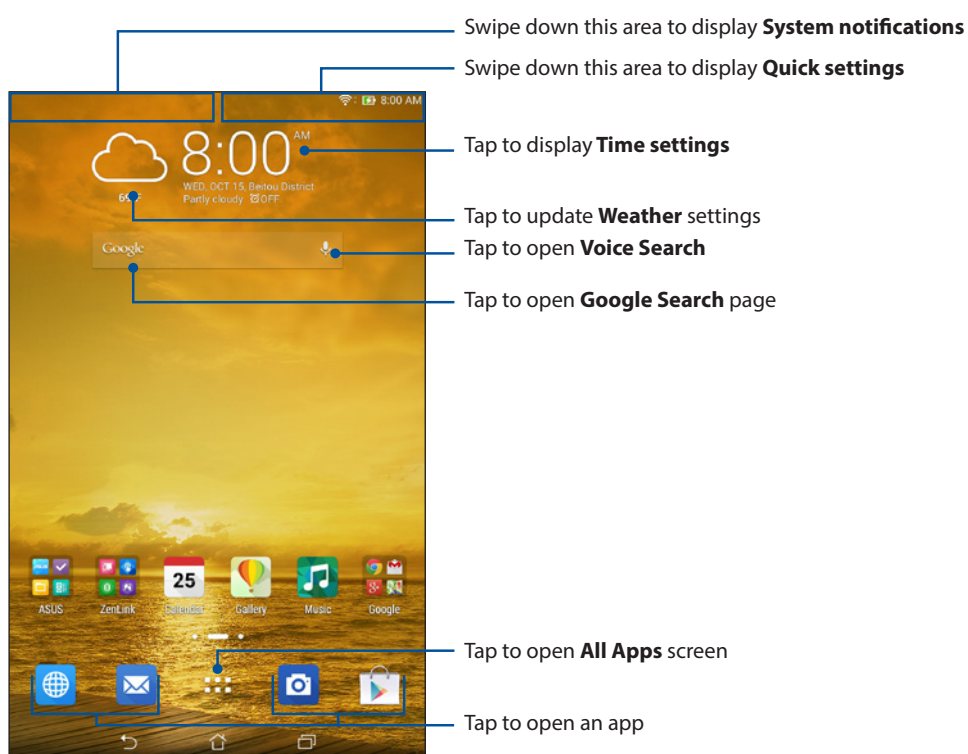 Swipe down this area to display System notifications
Swipe down this area to display Quick settings
8:00 AM
8:00 AM
Tap to display Time settings
WED, OCT 15, Beitou District
Partly cloudy OFF
Tap to update Weather settings
Google
Tap to open Voice Search
Tap to open Google Search page
25
ASUS ZenLink Calendar Gallery Music Google
Tap to open All Apps screen
Tap to open an app